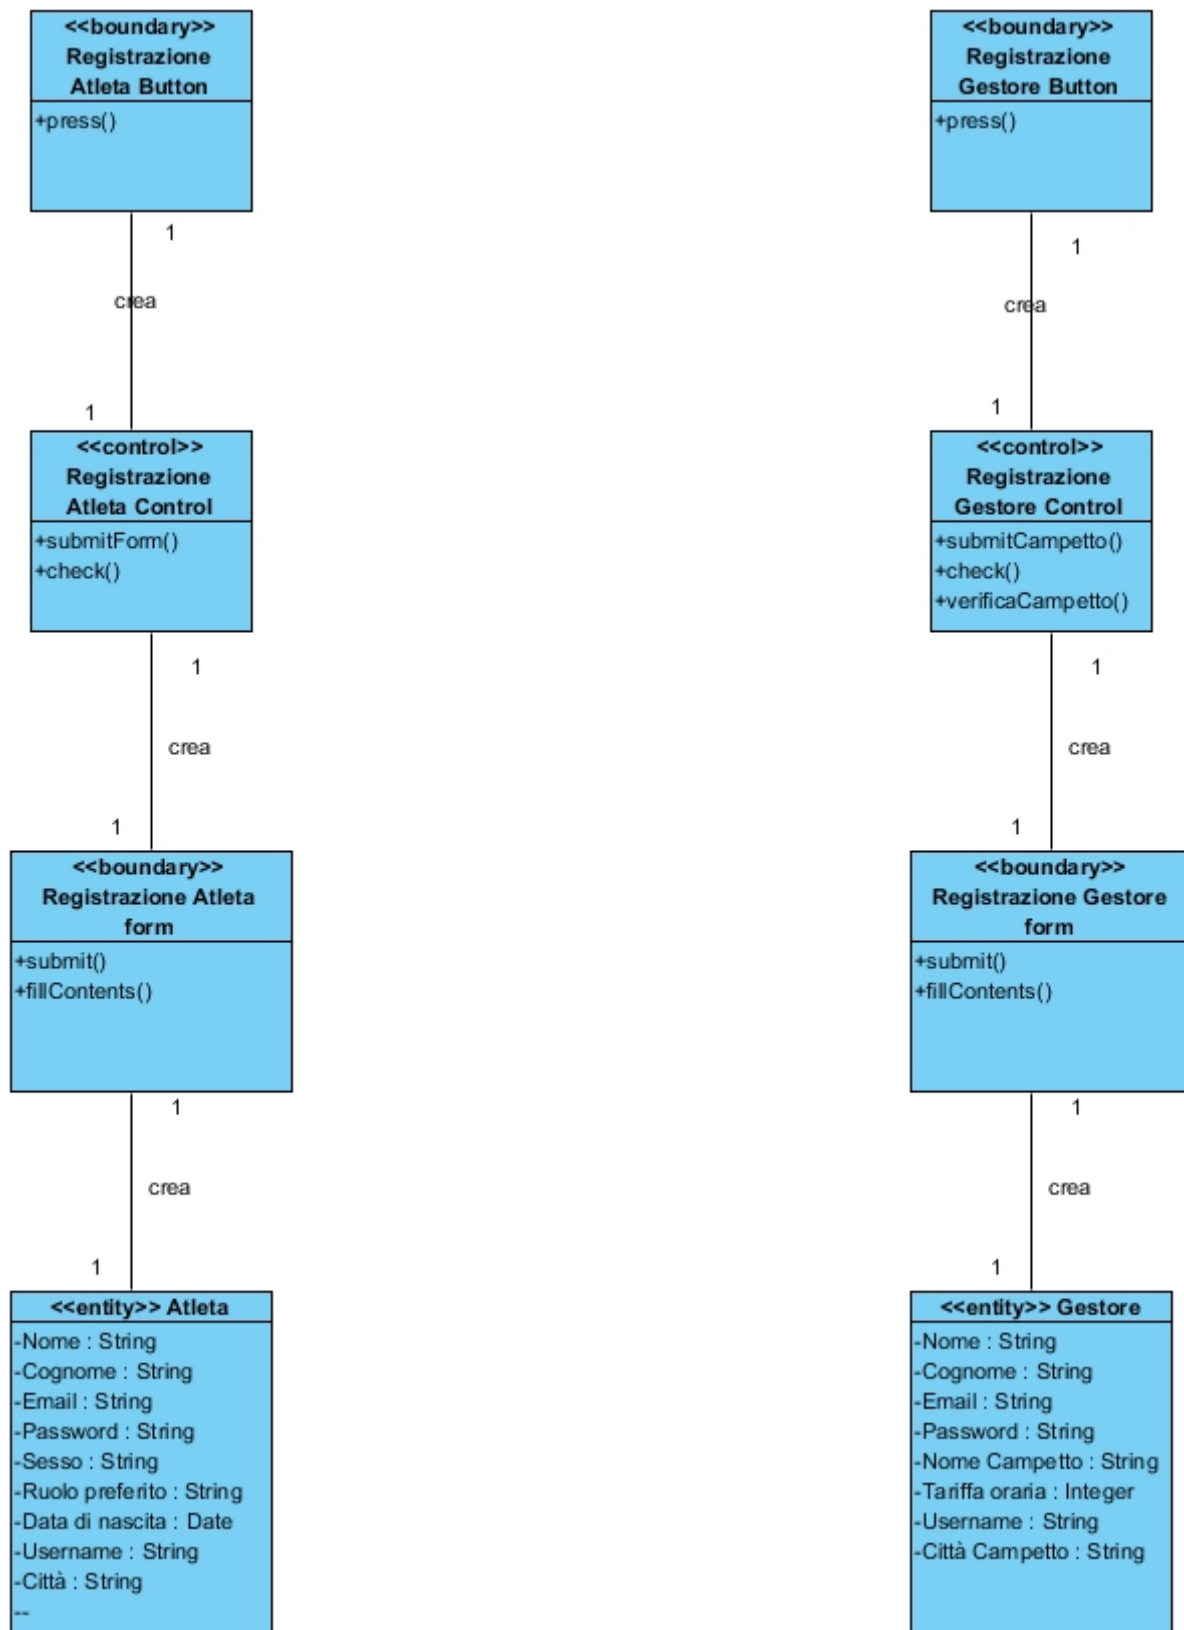 <<boundary>>
Registrazione
Atleta Button
+press()
1
crea
1
<<control>>
Registrazione
Atleta Control
+submitForm()
+check()
1
crea
1
<<boundary>>
Registrazione Atleta
form
+submit()
+fillContents()
1
crea
1
<<entity>> Atleta
-Nome : String
-Cognome : String
-Email : String
-Password : String
-Sesso : String
-Ruolo preferito : String
-Data di nascita : Date
-Username : String
-Città : String
--
<<boundary>>
Registrazione
Gestore Button
+press()
1
crea
1
<<control>>
Registrazione
Gestore Control
+submitCampetto()
+check()
+verificaCampetto()
1
crea
1
<<boundary>>
Registrazione Gestore
form
+submit()
+fillContents()
1
crea
1
<<entity>> Gestore
-Nome : String
-Cognome : String
-Email : String
-Password : String
-Nome Campetto : String
-Tariffa oraria : Integer
-Username : String
-Città Campetto : String